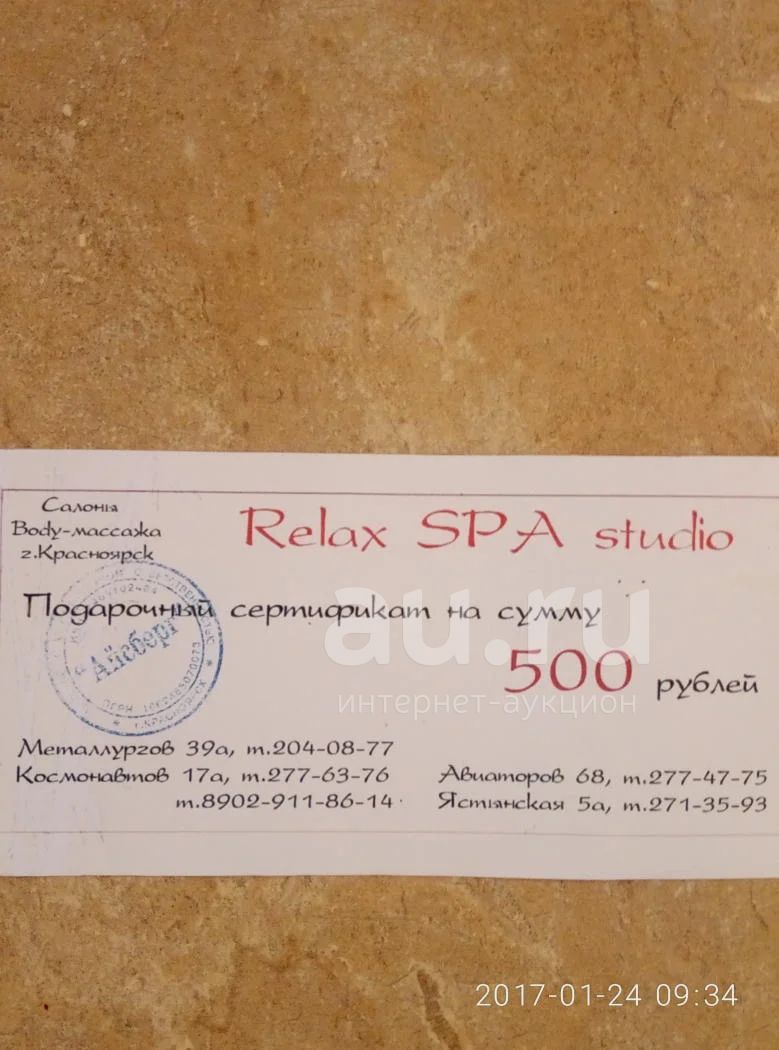 Салоны
Body-массажа
г.Красноярск
Relax SPA studio
Подарочный сертификат на сумму
500 рублей
"Айсберг"
au.ru
интернет-аукцион
Металлургов 39а, т.204-08-77
Космонавтов 17а, т.277-63-76
т.8902-911-86-14
Авиаторов 68, т.277-47-75
Ястынская 5а, т.271-35-93
2017-01-24 09:34